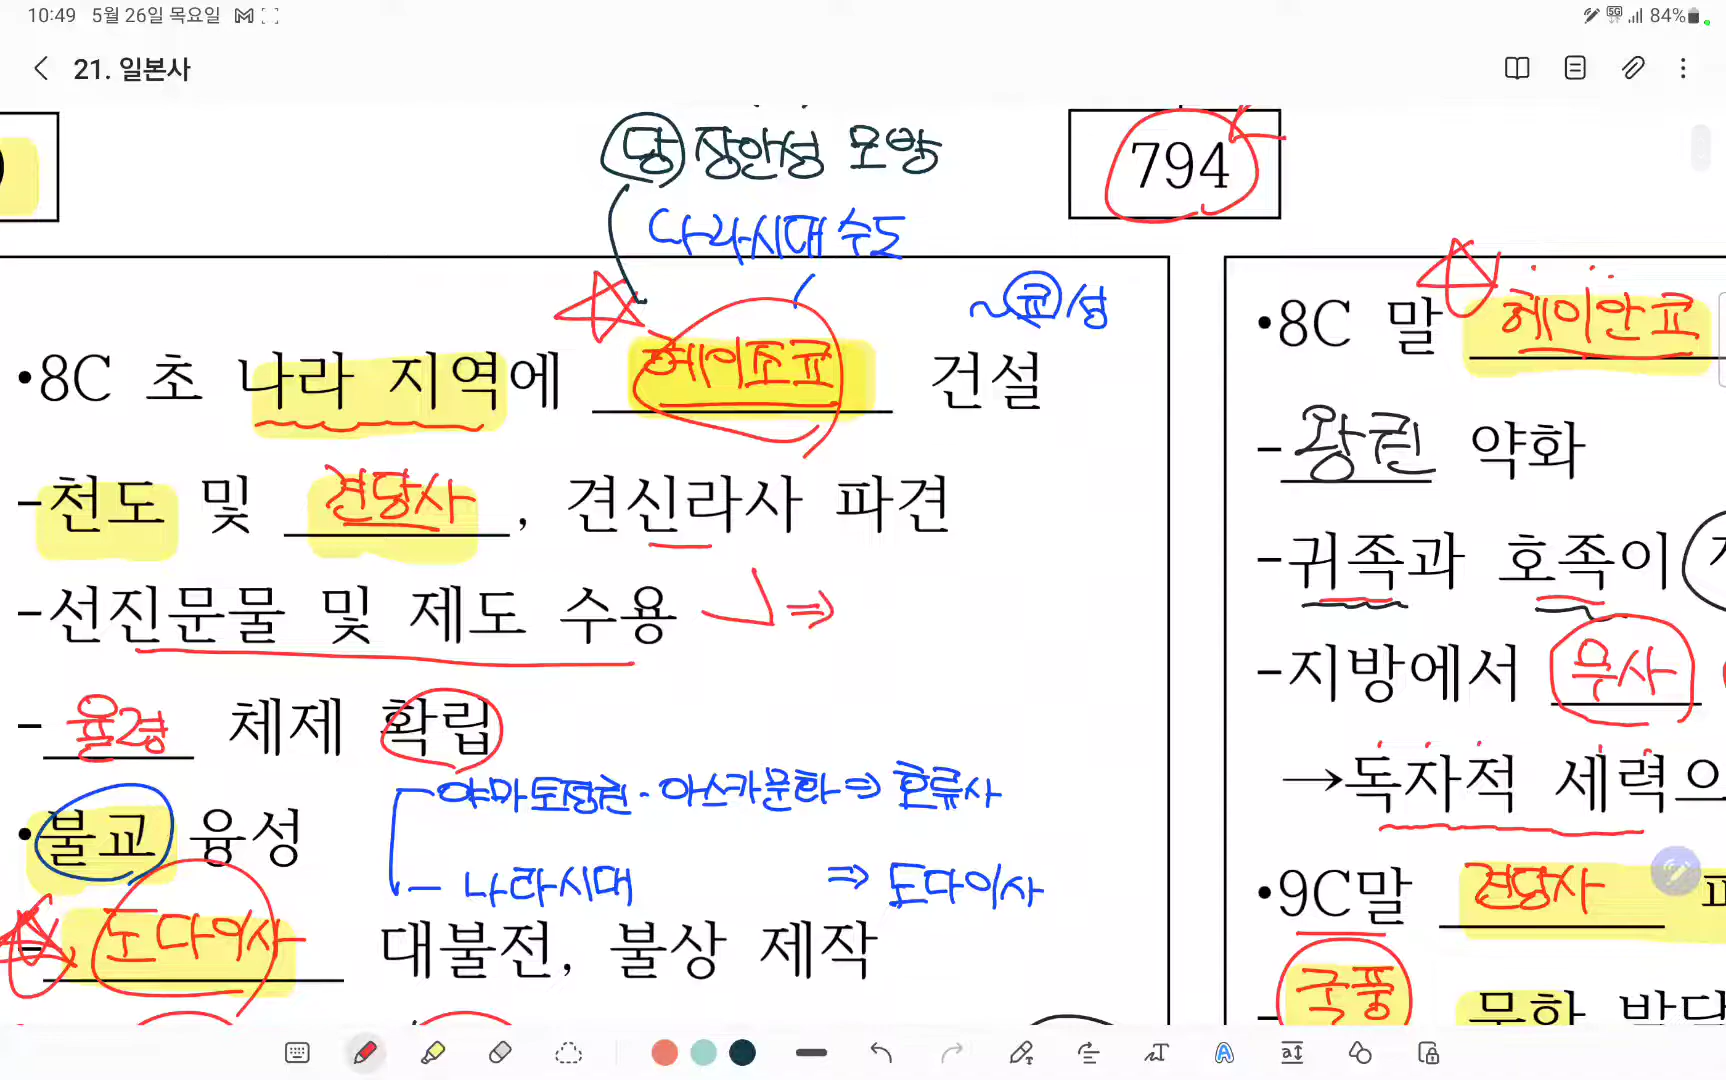 10:49 5월 26일 목요일
5G 84%
21. 일본사
당 장안성 모방
나라시대 수도
794
~쿄/성
•8C 초 나라 지역에 헤이조쿄 건설
-천도 및 견당사, 견신라사 파견
-선진문물 및 제도 수용 ⇒
-율령 체제 확립
야마토정권·아스카문화⇒ 호류사
•불교 융성
- 나라시대 ⇒ 도다이사
-도다이사 대불전, 불상 제작
•8C 말 헤이안쿄
-왕권 약화
-귀족과 호족이
-지방에서 무사
→독자적 세력으
•9C말 견당사 파
-국풍 문화 발달